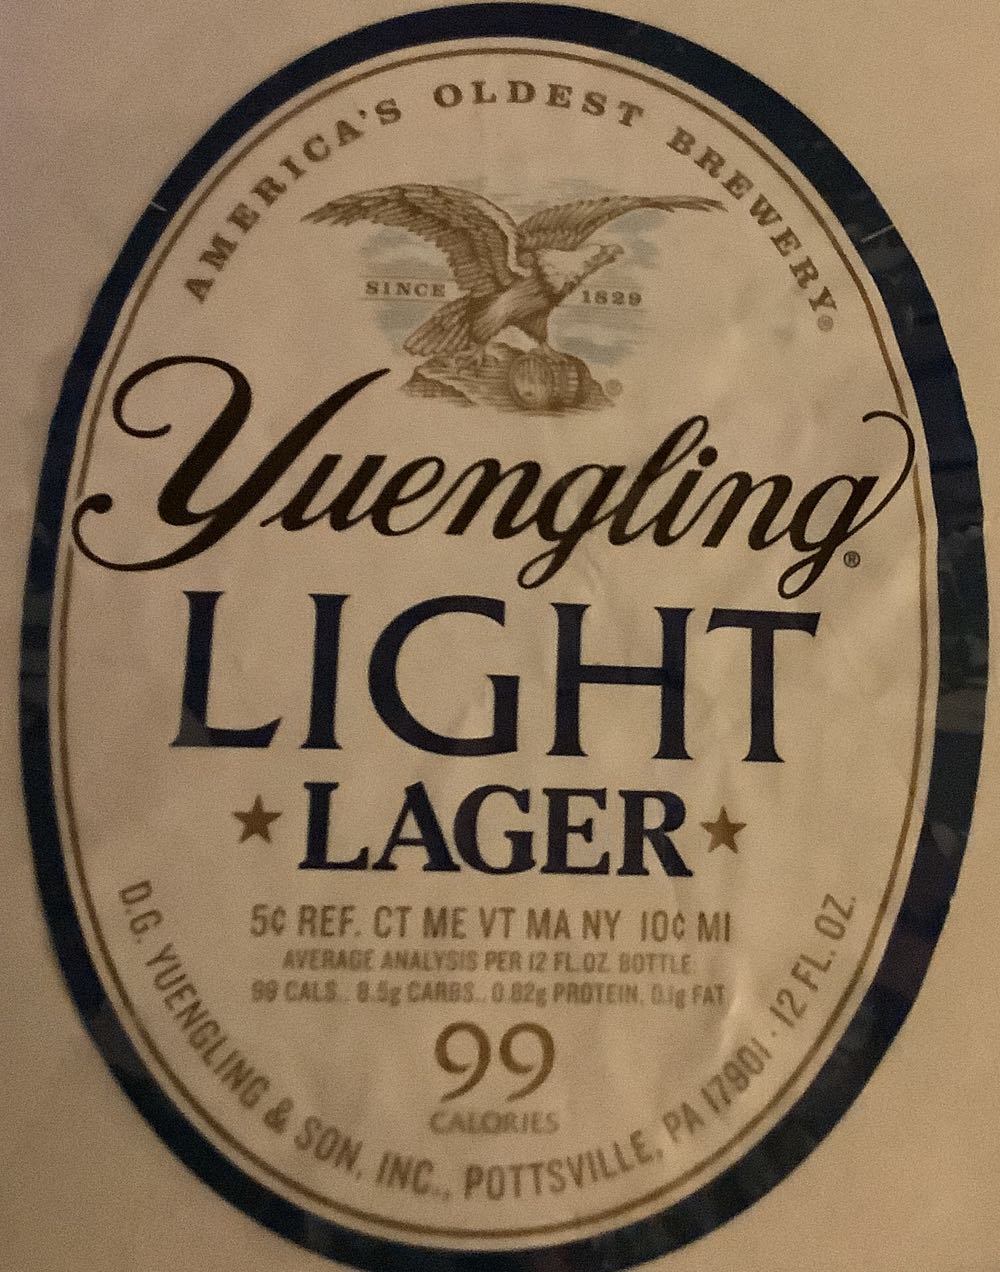 AMERICA'S OLDEST BREWERY®
SINCE 1829
®
Yuengling®
LIGHT
★ LAGER ★
5¢ REF. CT ME VT MA NY 10¢ MI
AVERAGE ANALYSIS PER 12 FL.OZ. BOTTLE
99 CALS., 8.5g CARBS., 0.82g PROTEIN, 0.1g FAT
99
CALORIES
D.G. YUENGLING & SON, INC., POTTSVILLE, PA 17901 · 12 FL. OZ.